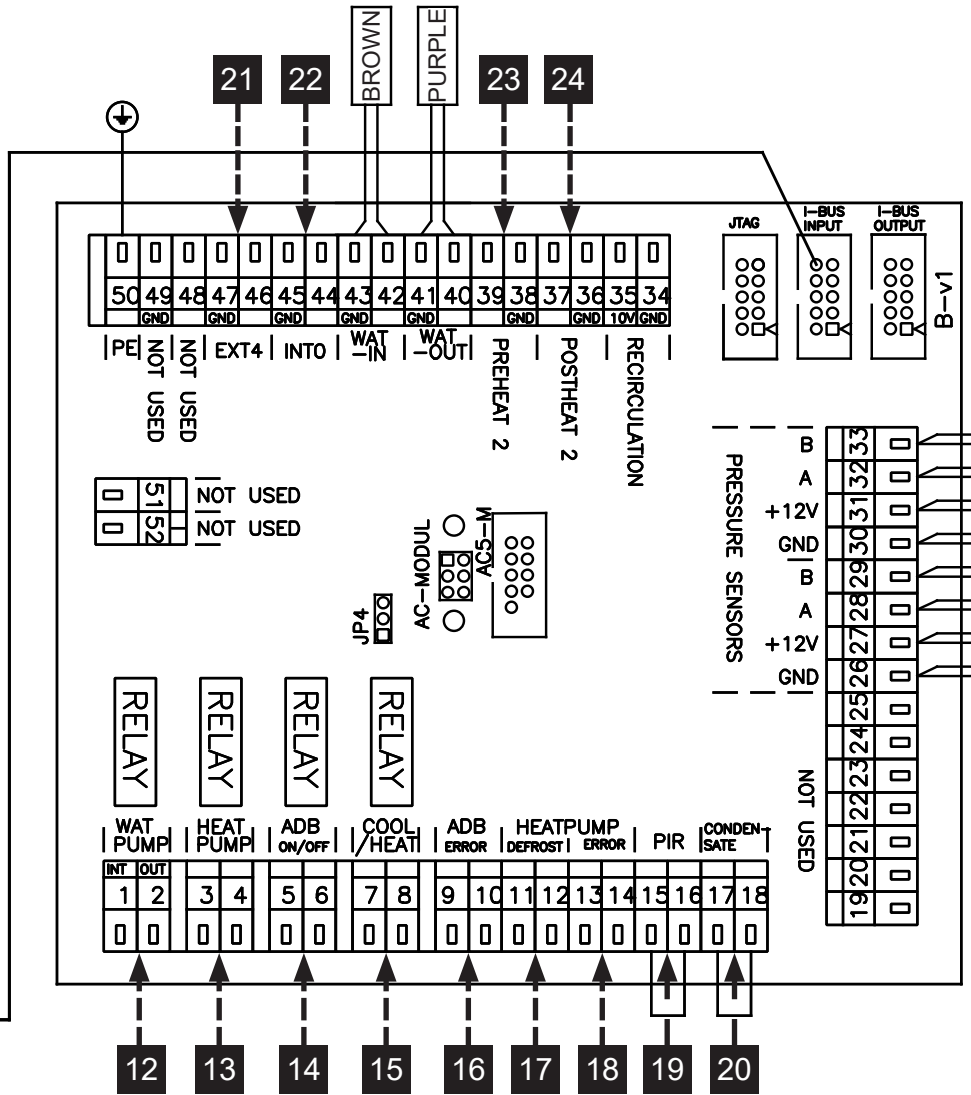 BROWN
PURPLE
21 22 23 24
JTAG
I-BUS
INPUT
I-BUS
OUTPUT
B-v1
50 49 48 47 46 45 44 43 42 41 40 39 38 37 36 35 34
GND GND GND GND GND GND GND 10V GND
PE
NOT USED
NOT USED
EXT4
INT0
WAT
-IN
WAT
-OUT
PREHEAT 2
POSTHEAT 2
RECIRCULATION
51 NOT USED
52 NOT USED
JP4
AC-MODUL
AC5-M
PRESSURE SENSORS
B 33
A 32
+12V 31
GND 30
B 29
A 28
+12V 27
GND 26
25
24
23
22
21
20
19
NOT USED
RELAY
RELAY
RELAY
RELAY
WAT
PUMP
HEAT
PUMP
ADB
ON/OFF
COOL
/HEAT
ADB
ERROR
HEATPUMP
DEFROST ERROR
PIR
CONDEN-
SATE
INT OUT
1 2 3 4 5 6 7 8 9 10 11 12 13 14 15 16 17 18
12 13 14 15 16 17 18 19 20